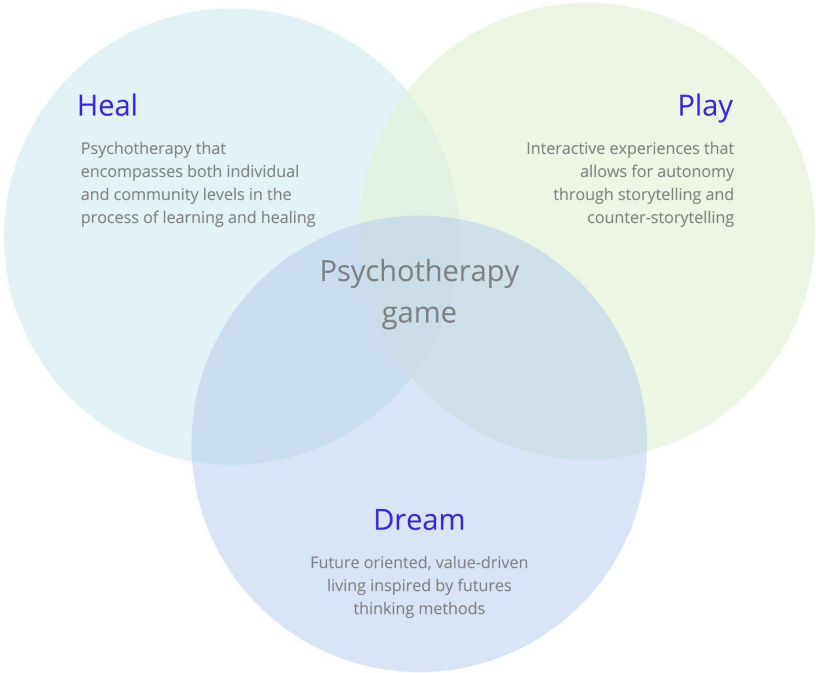 Heal
Psychotherapy that
encompasses both individual
and community levels in the
process of learning and healing
Play
Interactive experiences that
allows for autonomy
through storytelling and
counter-storytelling
Psychotherapy
game
Dream
Future oriented, value-driven
living inspired by futures
thinking methods